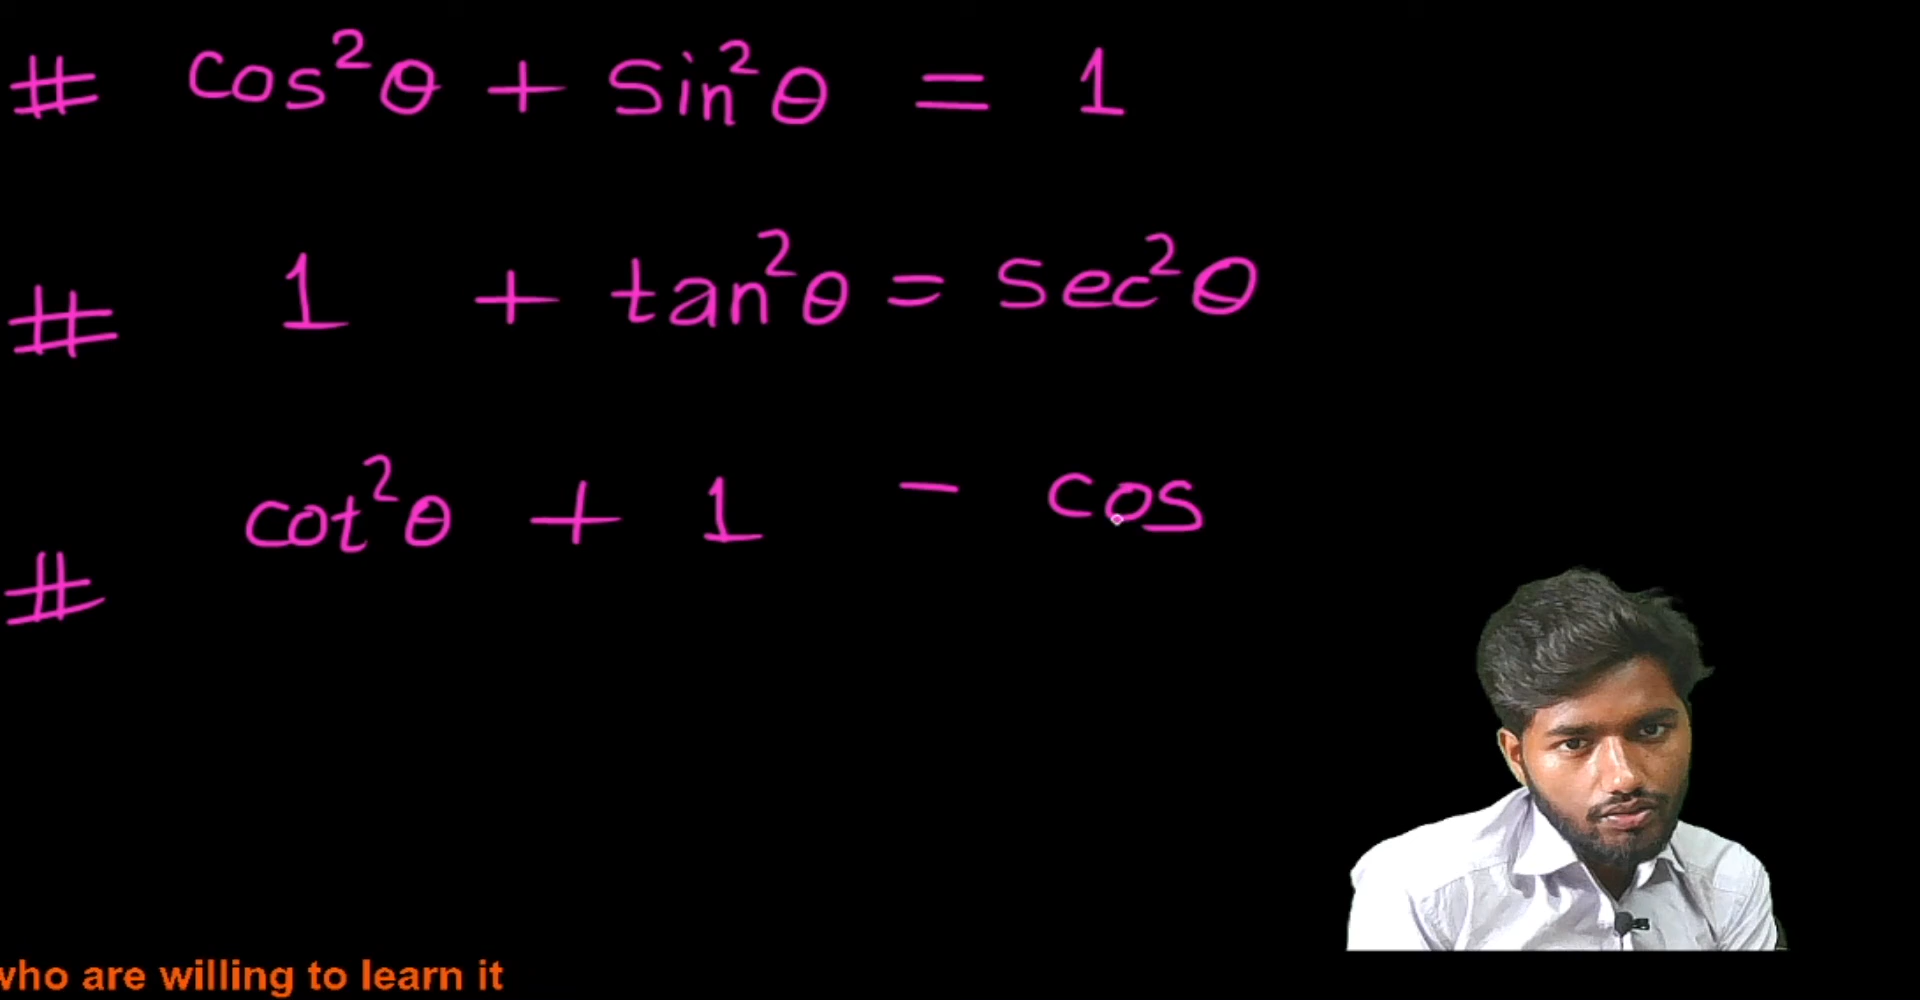 # cos²θ + sin²θ = 1
# 1 + tan²θ = sec²θ
# cot²θ + 1 - cos
who are willing to learn it